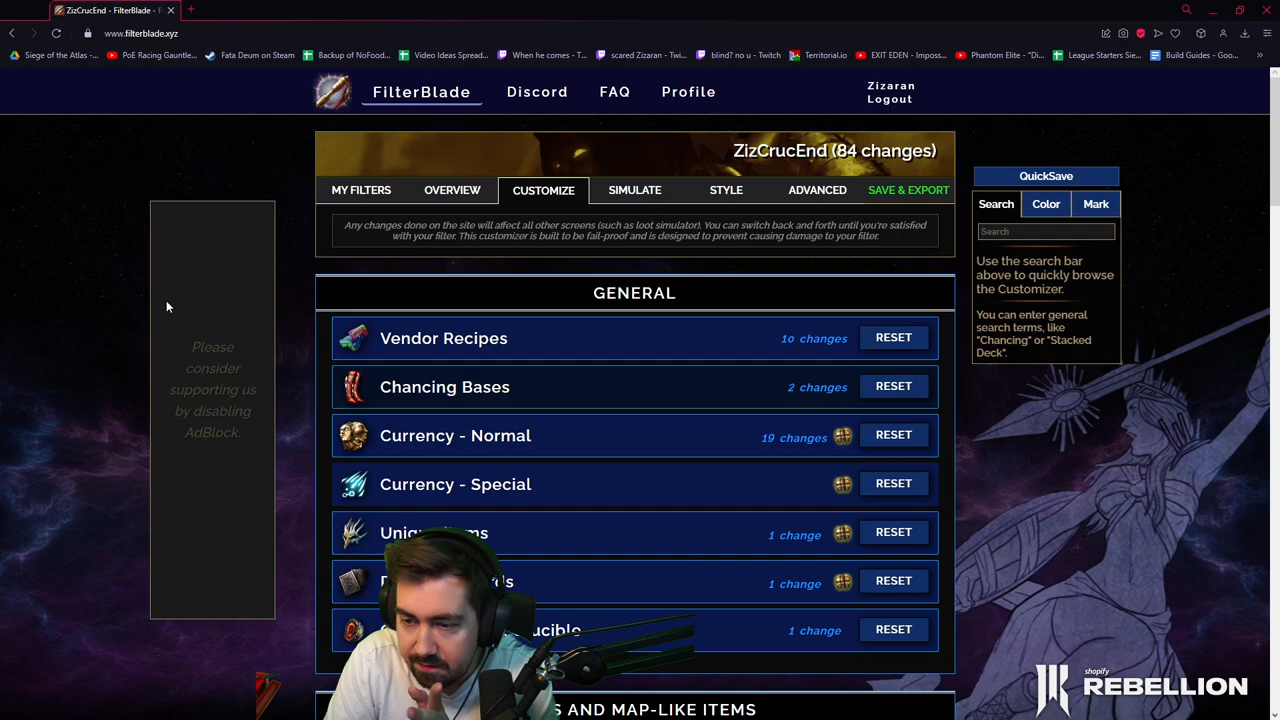 ZizCrucEnd - FilterBlade - P
www.filterblade.xyz
Siege of the Atlas - ...
PoE Racing Gauntle...
Fata Deum on Steam
Backup of NoFood...
Video Ideas Spread...
When he comes - T...
scared Zizaran - Twi...
blind? no u - Twitch
Territorial.io
EXIT EDEN - Imposs...
Phantom Elite - "Di...
League Starters Sie...
Build Guides - Goo...
FilterBlade
Discord
FAQ
Profile
Zizaran
Logout
ZizCrucEnd (84 changes)
MY FILTERS
OVERVIEW
CUSTOMIZE
SIMULATE
STYLE
ADVANCED
SAVE & EXPORT
Any changes done on the site will affect all other screens (such as loot simulator). You can switch back and forth until you're satisfied
with your filter. This customizer is built to be fail-proof and is designed to prevent causing damage to your filter.
QuickSave
Search
Color
Mark
Search
Use the search bar
above to quickly browse
the Customizer.
You can enter general
search terms, like
"Chancing" or "Stacked
Deck".
Please
consider
supporting us
by disabling
AdBlock.
GENERAL
Vendor Recipes
10 changes
RESET
Chancing Bases
2 changes
RESET
Currency - Normal
19 changes
RESET
Currency - Special
RESET
1 change
RESET
1 change
RESET
1 change
RESET
AND MAP-LIKE ITEMS
shopify
REBELLION